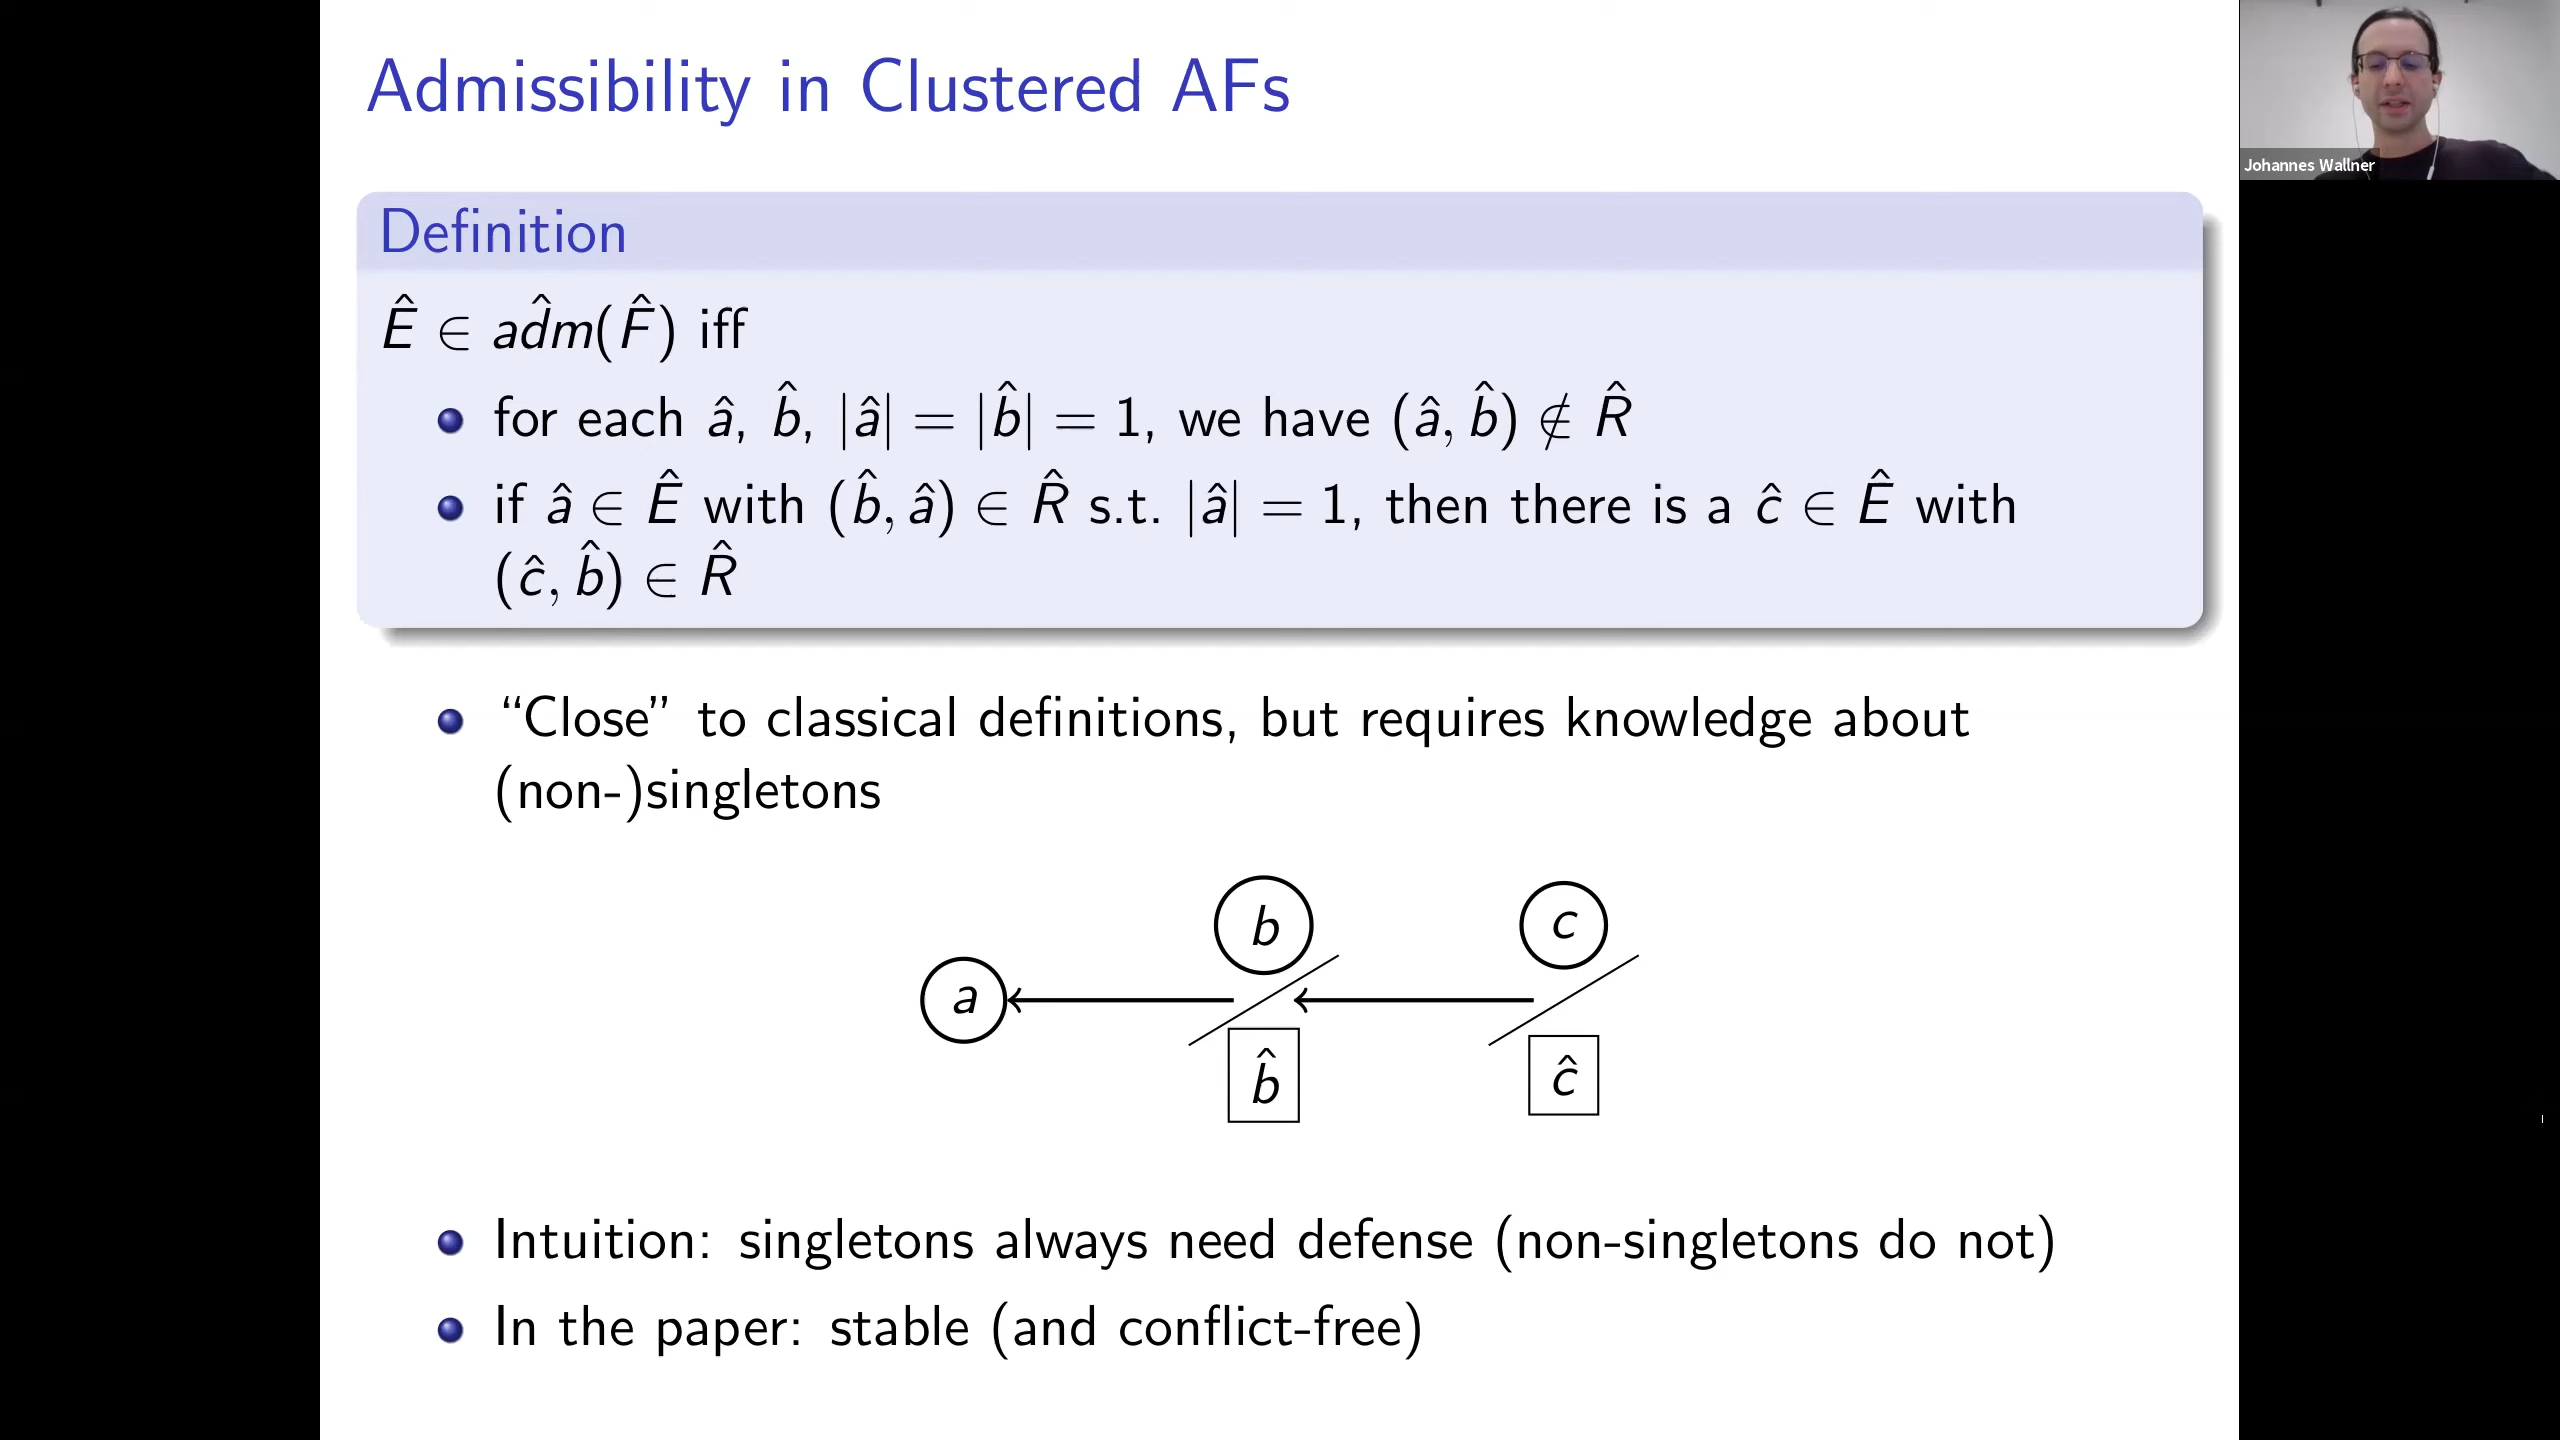 Admissibility in Clustered AFs
Johannes Wallner
Definition
Ê ∈ adm̂(F̂) iff
for each â, b̂, |â| = |b̂| = 1, we have (â, b̂) ∉ R̂
if â ∈ Ê with (b̂, â) ∈ R̂ s.t. |â| = 1, then there is a ĉ ∈ Ê with
(ĉ, b̂) ∈ R̂
“Close” to classical definitions, but requires knowledge about
(non-)singletons
b
c
a
b̂
ĉ
Intuition: singletons always need defense (non-singletons do not)
In the paper: stable (and conflict-free)